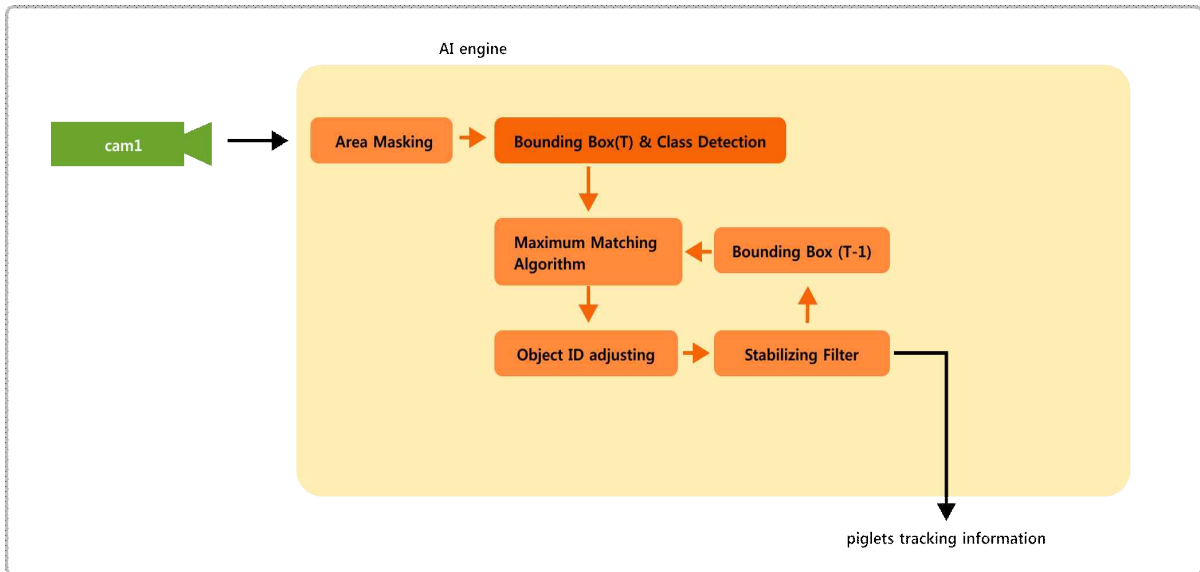 AI engine
cam1
Area Masking
Bounding Box(T) & Class Detection
Maximum Matching
Algorithm
Bounding Box (T-1)
Object ID adjusting
Stabilizing Filter
piglets tracking information